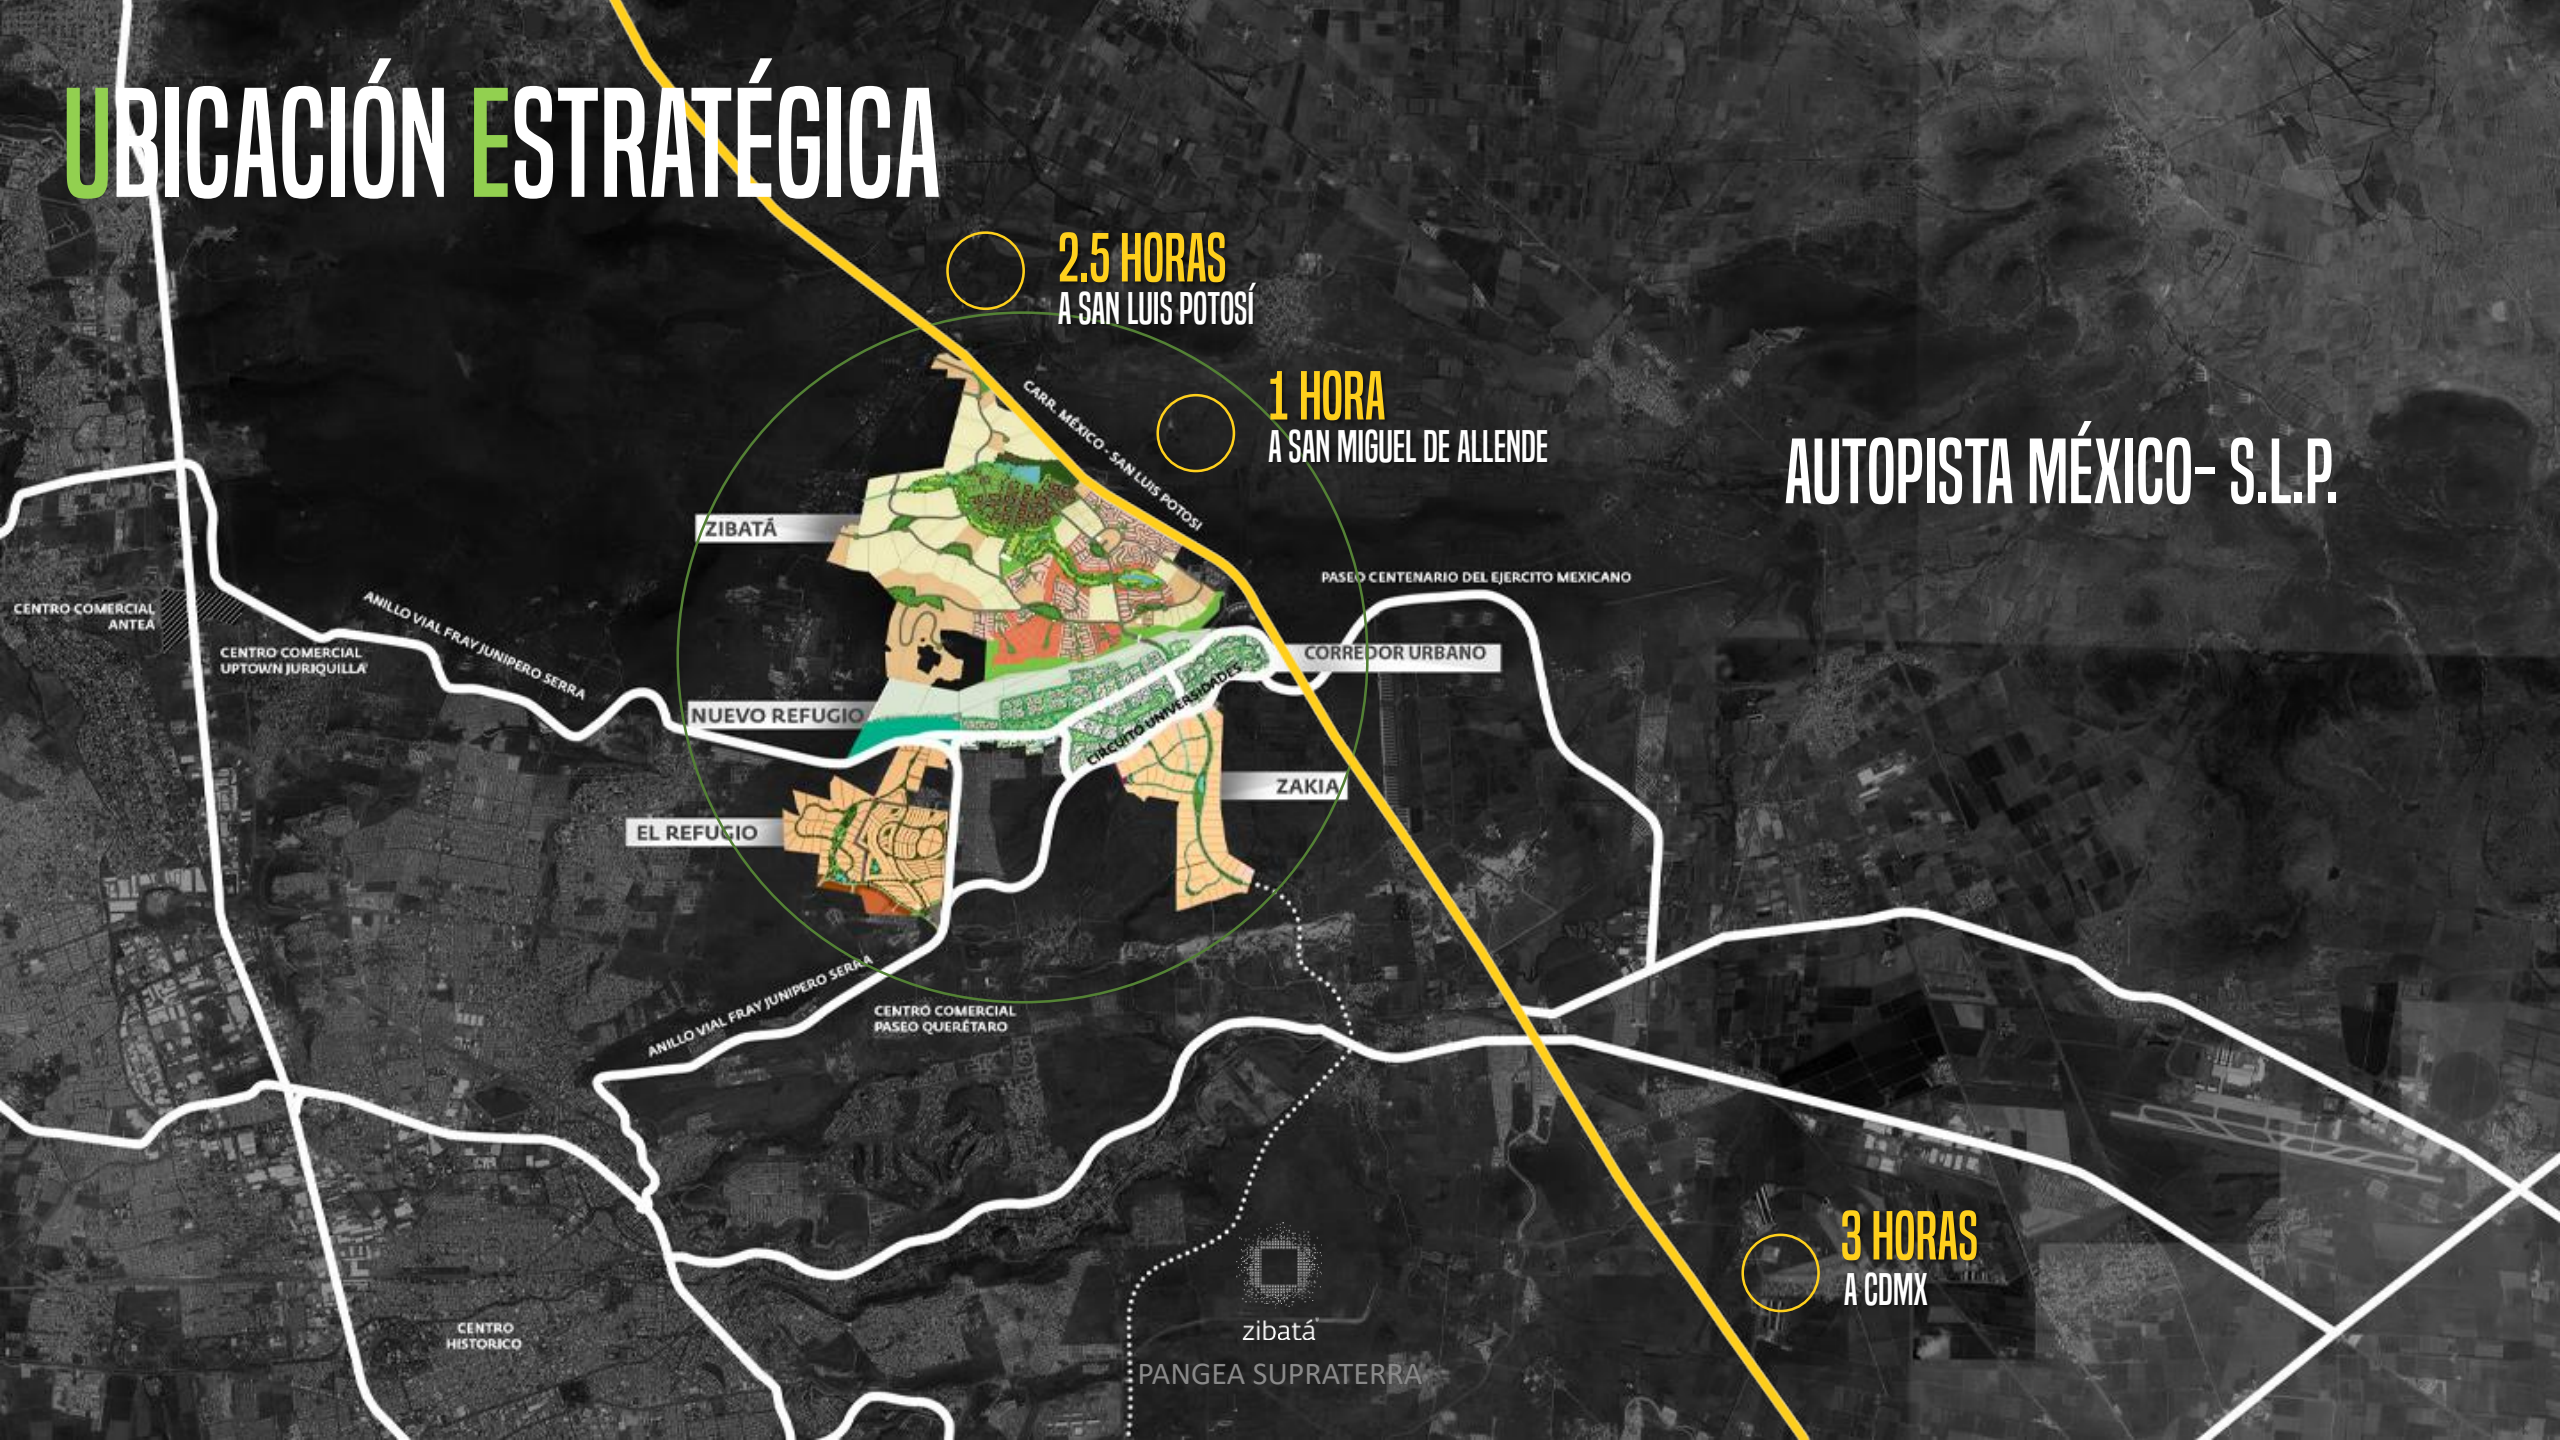 UBICACIÓN ESTRATÉGICA
2.5 HORAS
A SAN LUIS POTOSÍ
1 HORA
A SAN MIGUEL DE ALLENDE
CARR. MÉXICO - SAN LUIS POTOSI
AUTOPISTA MÉXICO- S.L.P.
ZIBATÁ
PASEO CENTENARIO DEL EJERCITO MEXICANO
CENTRO COMERCIAL
ANTEA
ANILLO VIAL FRAY JUNIPERO SERRA
CENTRO COMERCIAL
UPTOWN JURIQUILLA
CORREDOR URBANO
NUEVO REFUGIO
CIRCUITO UNIVERSIDADES
ZAKIA
EL REFUGIO
ANILLO VIAL FRAY JUNIPERO SERRA
CENTRO COMERCIAL
PASEO QUERÉTARO
3 HORAS
A CDMX
CENTRO
HISTORICO
zibatá
PANGEA SUPRATERRA